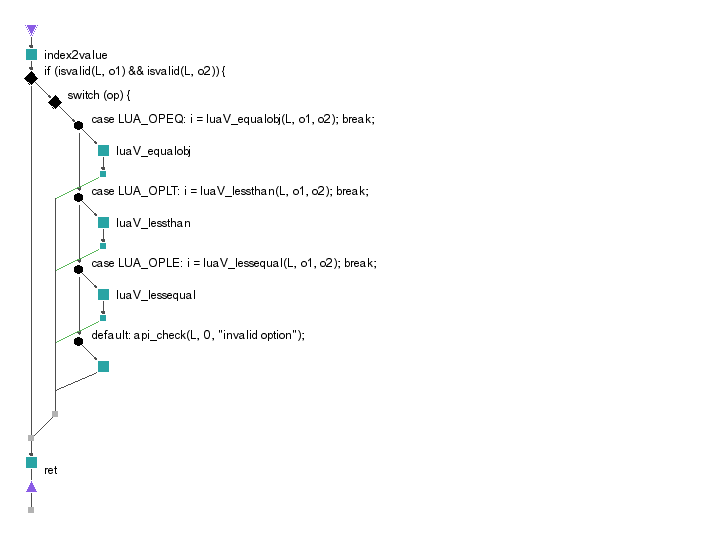 index2value
if (isvalid(L, o1) && isvalid(L, o2)) {
switch (op) {
case LUA_OPEQ: i = luaV_equalobj(L, o1, o2); break;
luaV_equalobj
case LUA_OPLT: i = luaV_lessthan(L, o1, o2); break;
luaV_lessthan
case LUA_OPLE: i = luaV_lessequal(L, o1, o2); break;
luaV_lessequal
default: api_check(L, 0, "invalid option");
ret